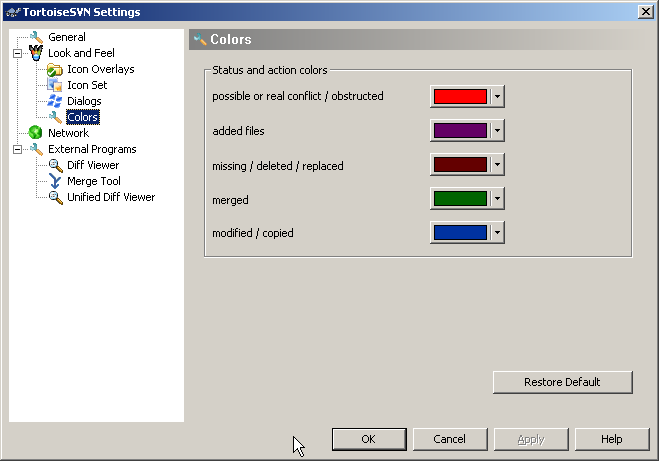 TortoiseSVN Settings
General
Look and Feel
Icon Overlays
Icon Set
Dialogs
Colors
Network
External Programs
Diff Viewer
Merge Tool
Unified Diff Viewer
Colors
Status and action colors
possible or real conflict / obstructed
added files
missing / deleted / replaced
merged
modified / copied
Restore Default
OK
Cancel
Apply
Help